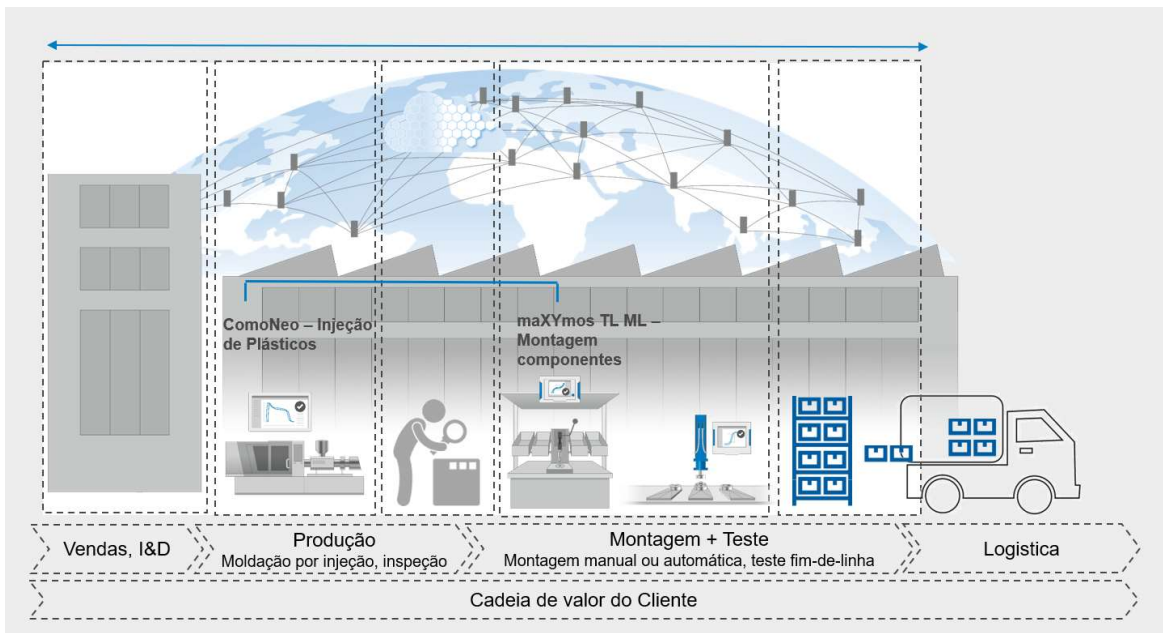 ComoNeo – Injeção
de Plásticos
maXYmos TL ML –
Montagem
componentes
Vendas, I&D
Produção
Moldação por injeção, inspeção
Montagem + Teste
Montagem manual ou automática, teste fim-de-linha
Logistica
Cadeia de valor do Cliente